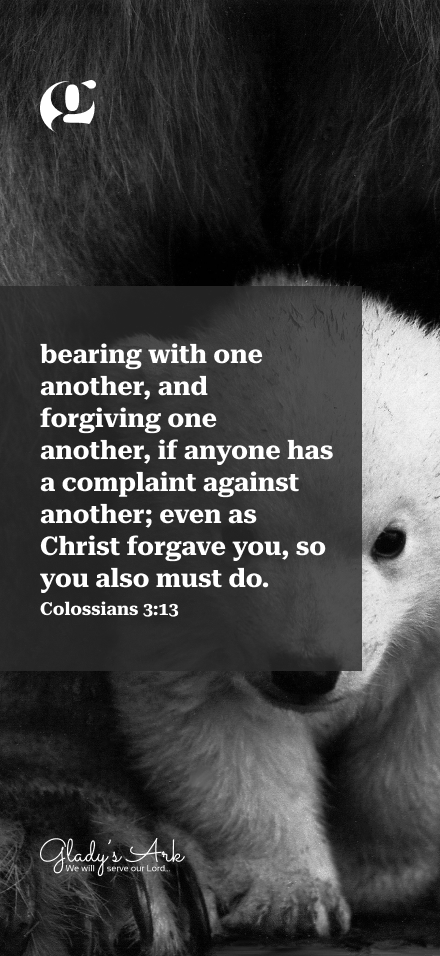 g
bearing with one
another, and
forgiving one
another, if anyone has
a complaint against
another; even as
Christ forgave you, so
you also must do.
Colossians 3:13
Glady's Ark
We will serve our Lord...